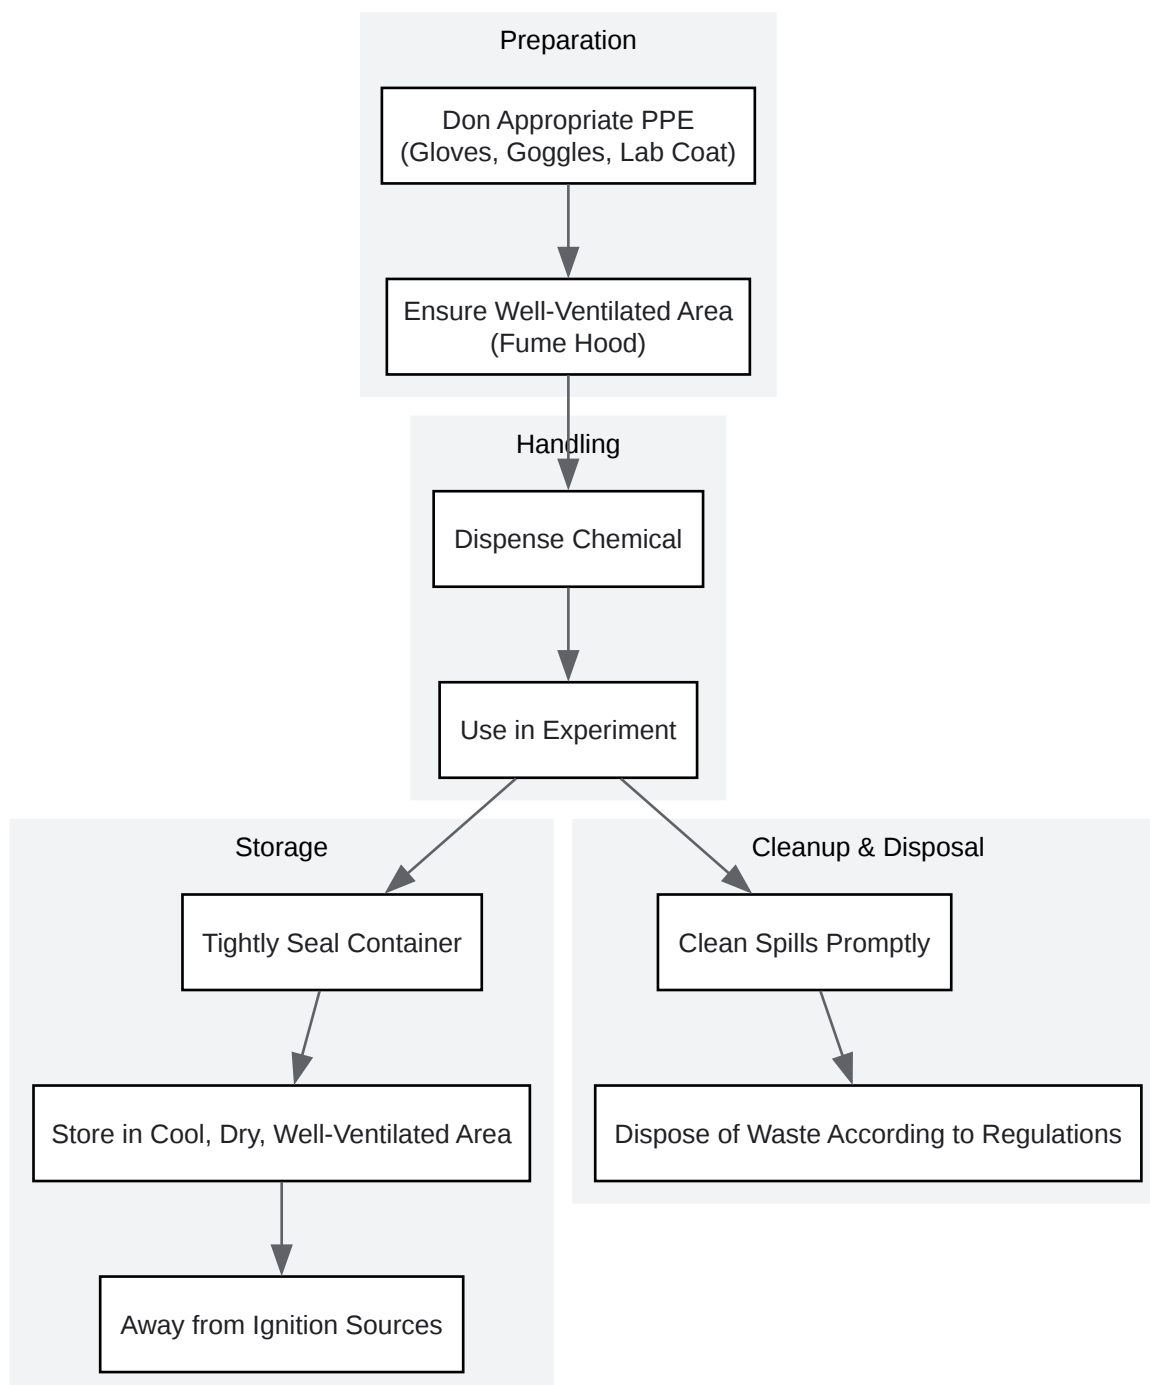 Preparation
Don Appropriate PPE
(Gloves, Goggles, Lab Coat)
Ensure Well-Ventilated Area
(Fume Hood)
Handling
Dispense Chemical
Use in Experiment
Storage
Tightly Seal Container
Store in Cool, Dry, Well-Ventilated Area
Away from Ignition Sources
Cleanup & Disposal
Clean Spills Promptly
Dispose of Waste According to Regulations